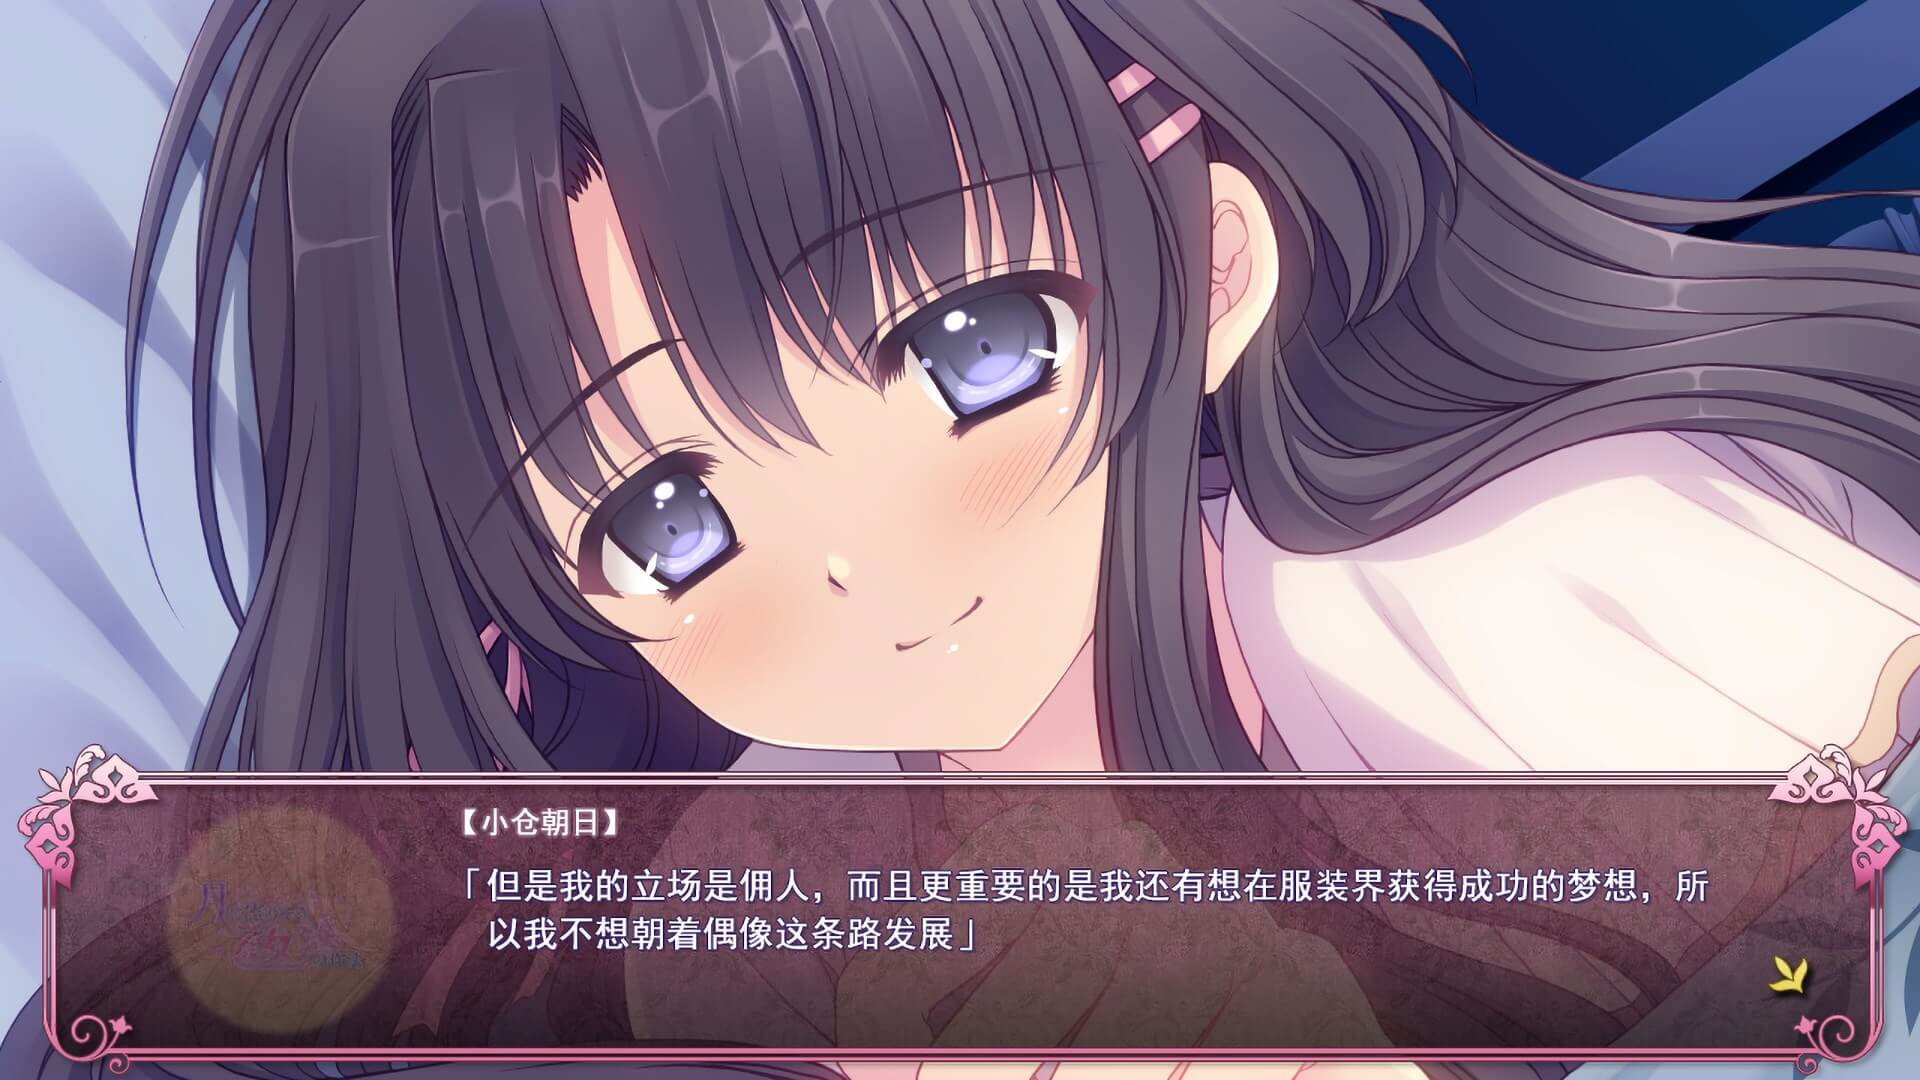 【小仓朝日】
「但是我的立场是佣人，而且更重要的是我还有想在服装界获得成功的梦想，所
以我不想朝着偶像这条路发展」